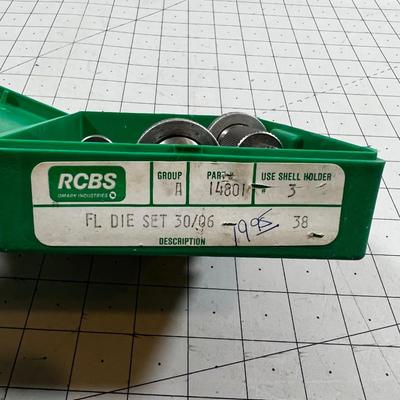 RCBS
OMARK INDUSTRIES
GROUP
A
PART#
14801
USE SHELL HOLDER
3
FL DIE SET 30/06
1995
38
DESCRIPTION